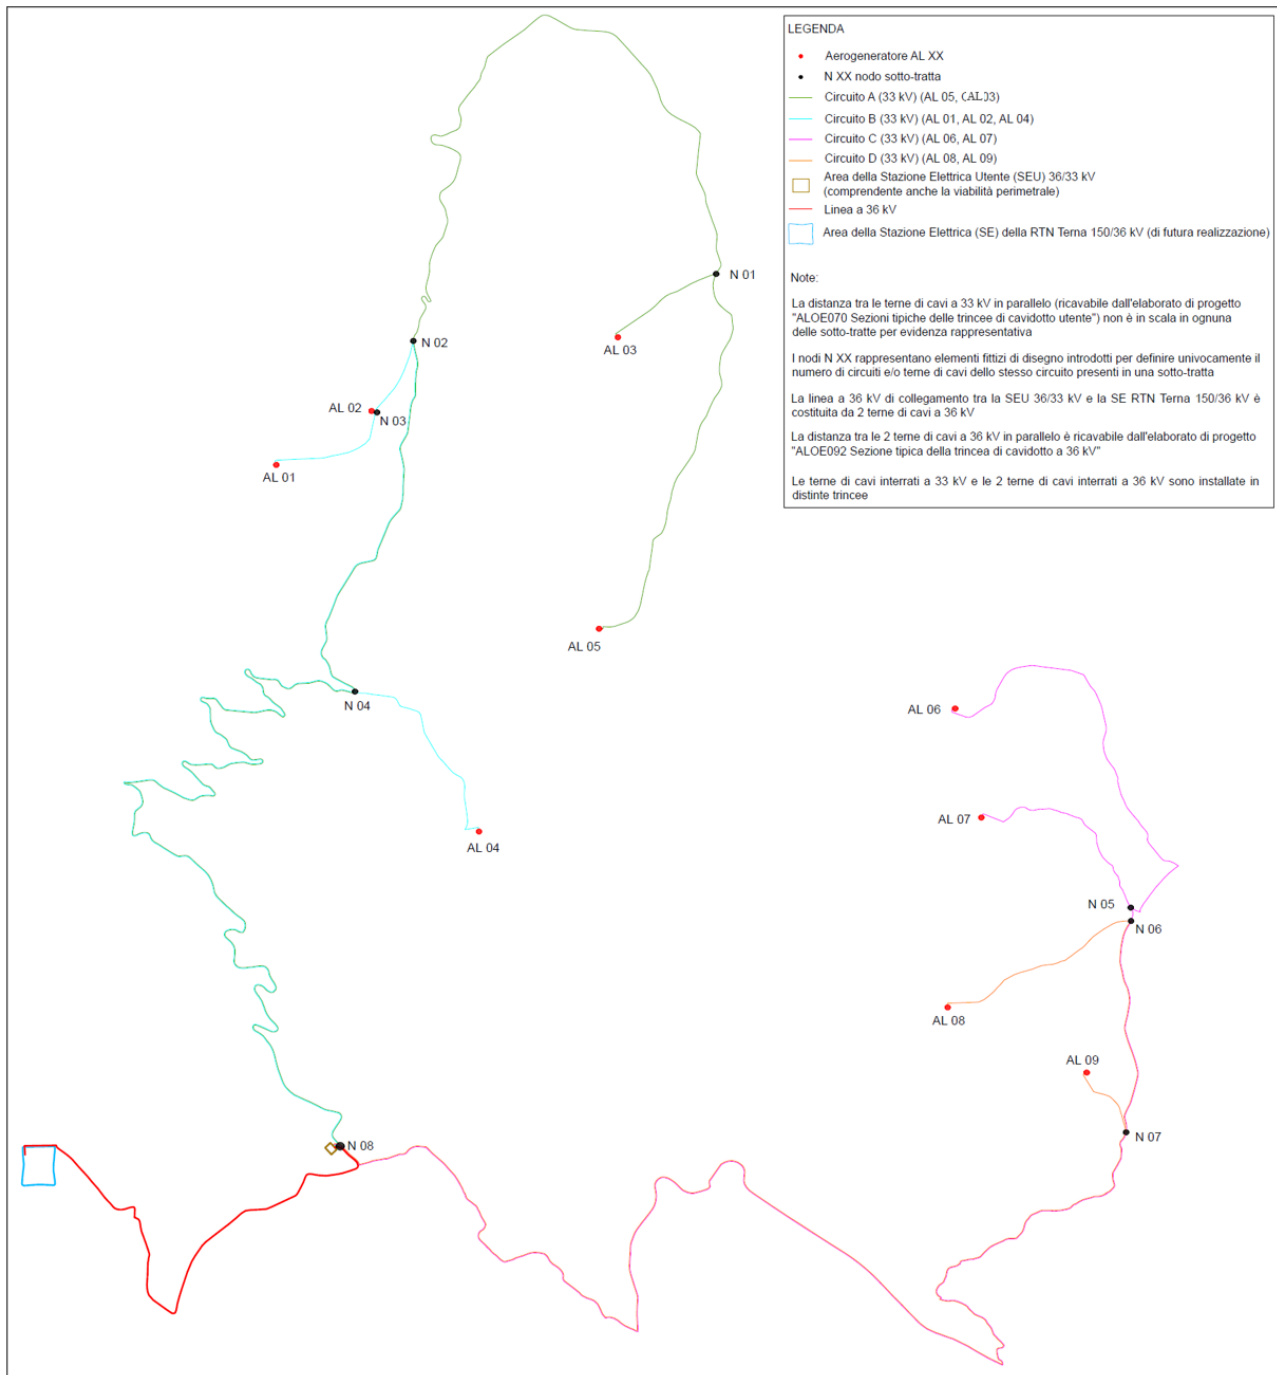 LEGENDA
Aerogeneratore AL XX
N XX nodo sotto-tratta
Circuito A (33 kV) (AL 05, (AL03)
Circuito B (33 kV) (AL 01, AL 02, AL 04)
Circuito C (33 kV) (AL 06, AL 07)
Circuito D (33 kV) (AL 08, AL 09)
Area della Stazione Elettrica Utente (SEU) 36/33 kV
(comprendente anche la viabilità perimetrale)
Linea a 36 kV
Area della Stazione Elettrica (SE) della RTN Terna 150/36 kV (di futura realizzazione)
Note:
La distanza tra le terne di cavi a 33 kV in parallelo (ricavabile dall'elaborato di progetto
"ALOE070 Sezioni tipiche delle trincee di cavidotto utente") non è in scala in ognuna
delle sotto-tratte per evidenza rappresentativa
I nodi N XX rappresentano elementi fittizi di disegno introdotti per definire univocamente il
numero di circuiti e/o terne di cavi dello stesso circuito presenti in una sotto-tratta
La linea a 36 kV di collegamento tra la SEU 36/33 kV e la SE RTN Terna 150/36 kV è
costituita da 2 terne di cavi a 36 kV
La distanza tra le 2 terne di cavi a 36 kV in parallelo è ricavabile dall'elaborato di progetto
"ALOE092 Sezione tipica della trincea di cavidotto a 36 kV"
Le terne di cavi interrati a 33 kV e le 2 terne di cavi interrati a 36 kV sono installate in
distinte trincee
N 01
N 02
AL 03
AL 02
N 03
AL 01
AL 05
N 04
AL 06
AL 07
AL 04
N 05
N 06
AL 08
AL 09
N 07
N 08